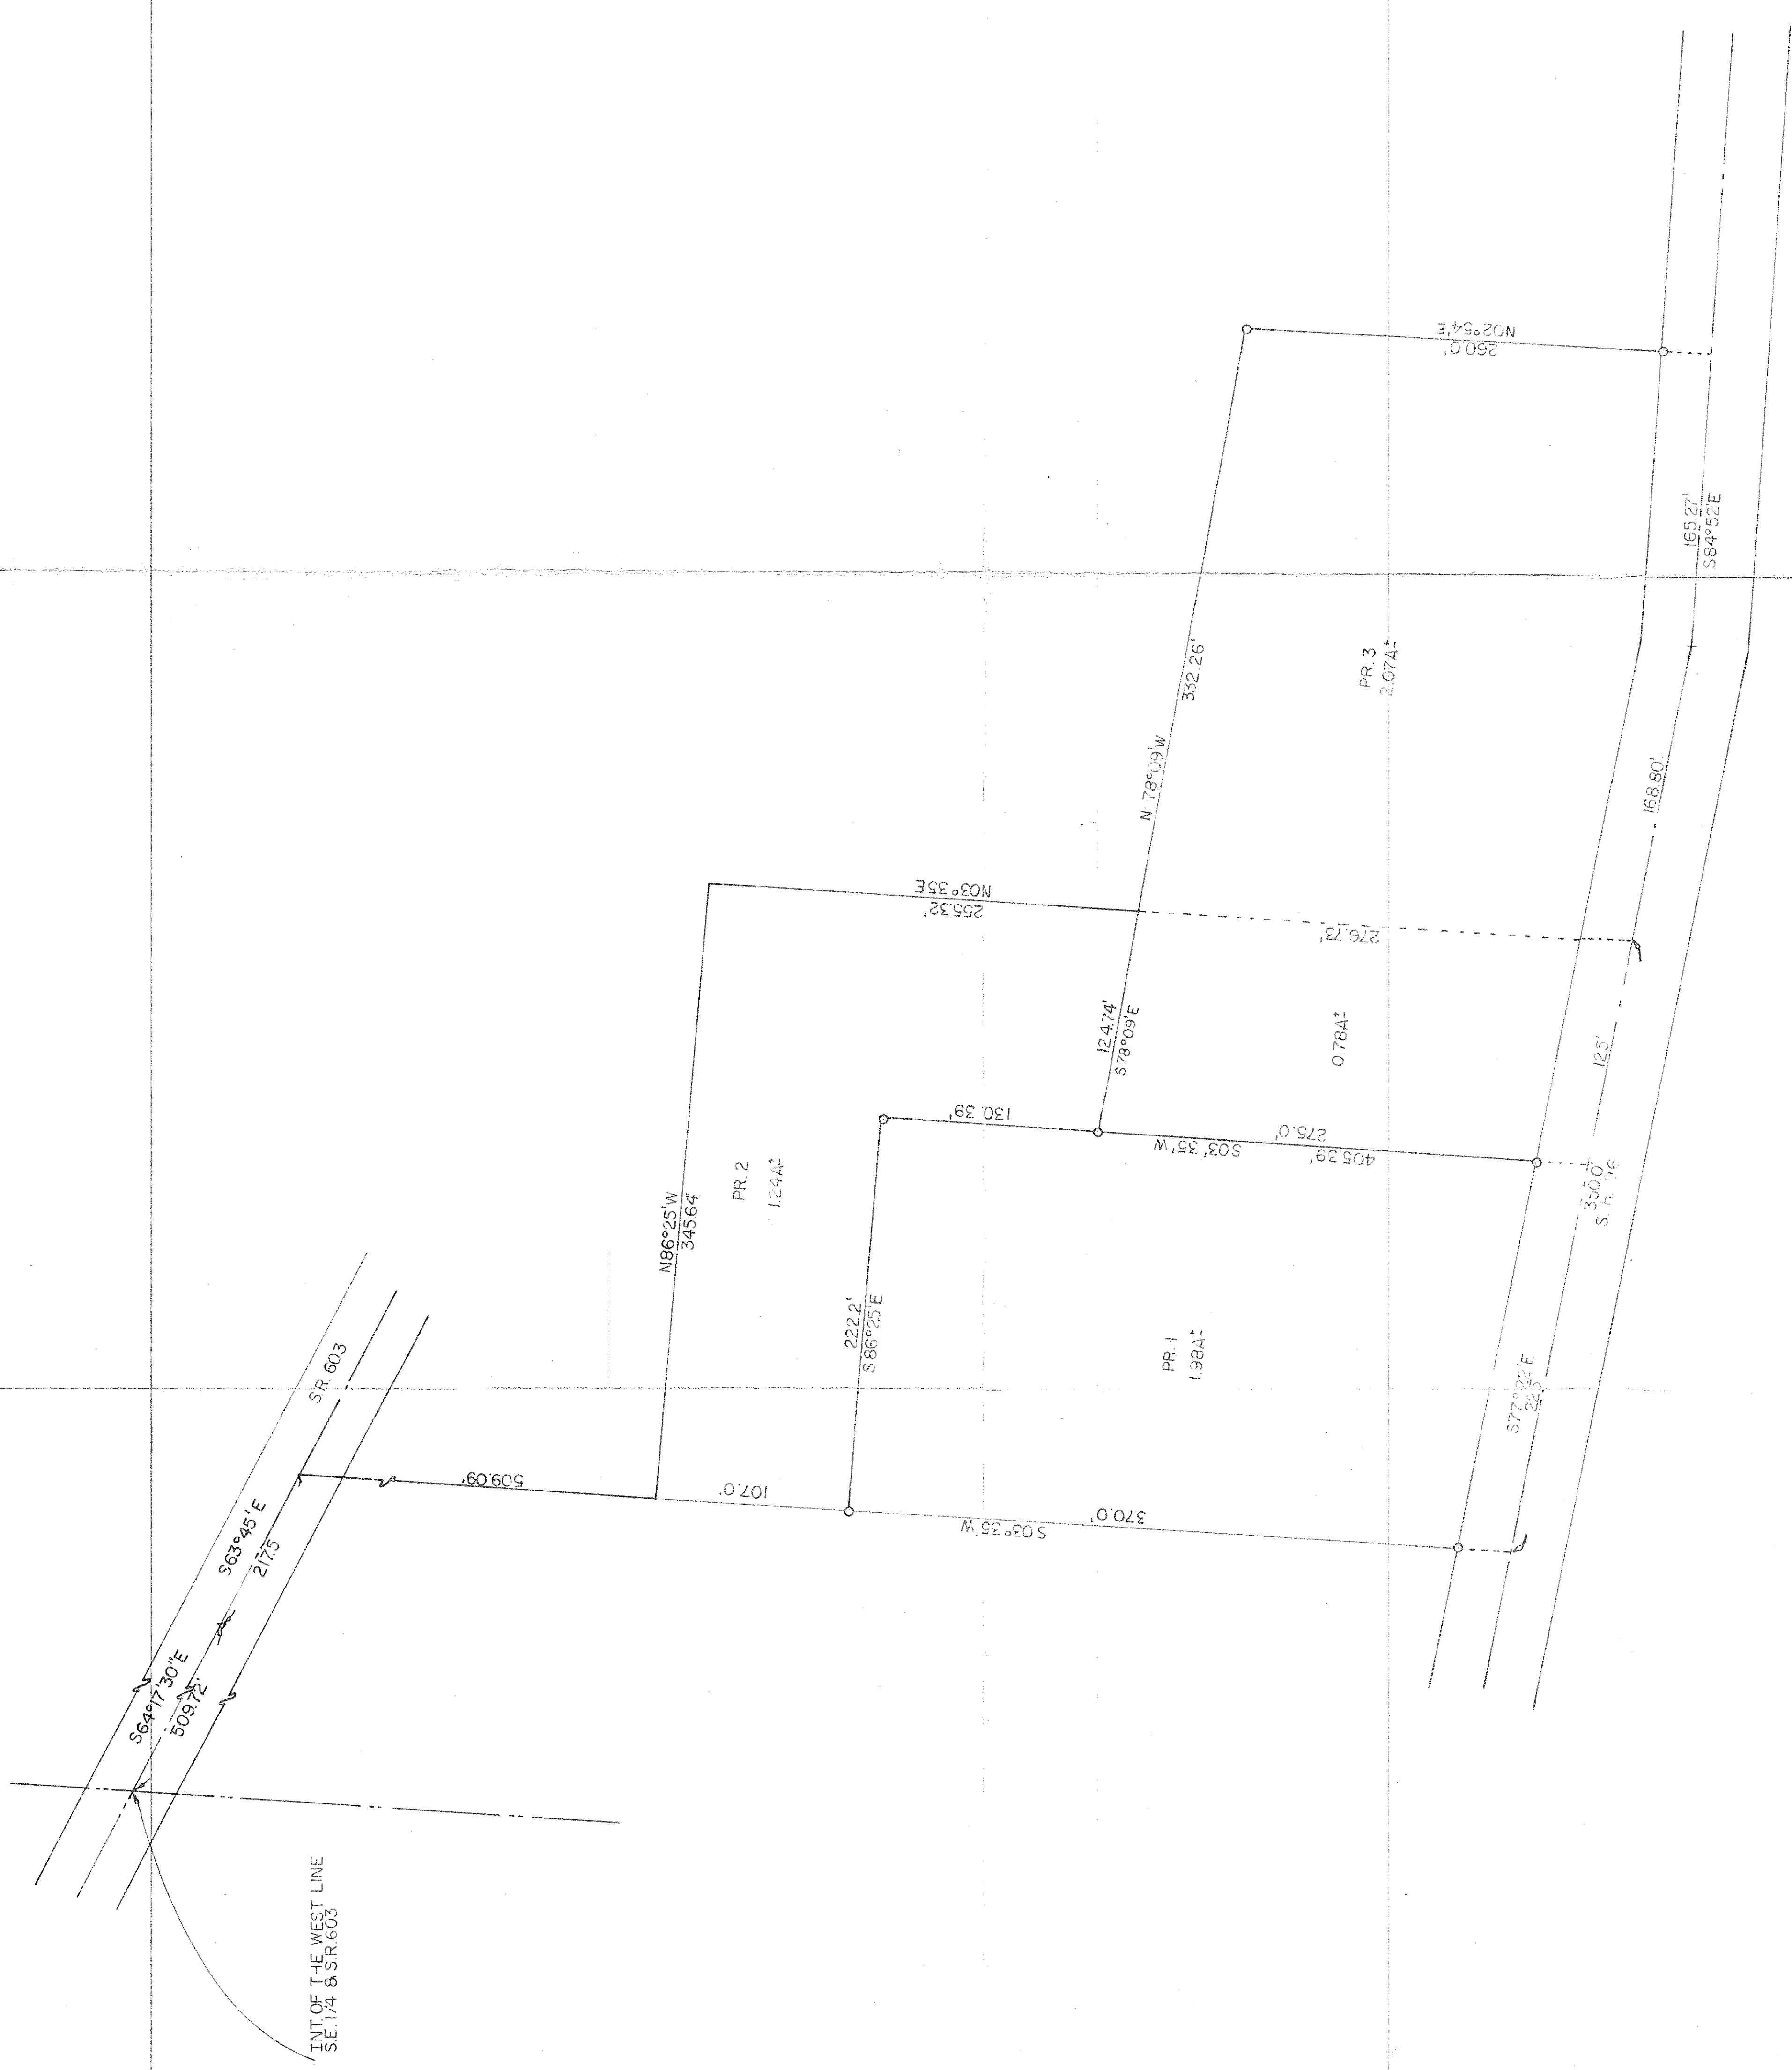 S.R. 603
S63°45'E
217.5
S64°17'30"E
509.72'
INT. OF THE WEST LINE
S.E. 1/4 & S.R. 603
509.09'
107.0'
370.0'
S03°35'W
N86°25'W
345.64'
PR. 2
1.24A±
222.2'
S86°25'E
PR. 1
1.98A±
N03°35E
255.32'
130.39'
124.74'
S78°09'E
275.0'
S03°35'W
405.39'
276.73'
0.78A±
N 78°09'W
332.26'
PR. 3
2.07A±
N02°54'E
260.0'
165.27'
S84°52'E
168.80'
125'
350.0'
S. R. 96
S77°22'E
225'